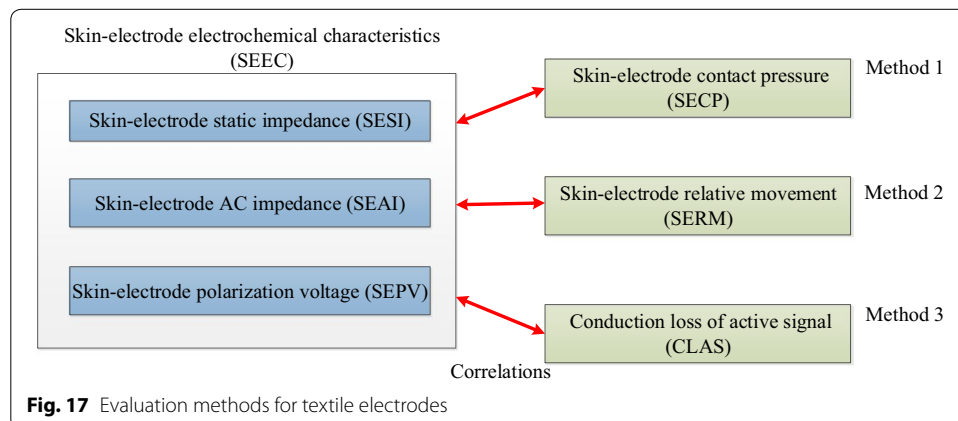 Skin-electrode electrochemical characteristics
(SEEC)
Skin-electrode static impedance (SESI)
Skin-electrode AC impedance (SEAI)
Skin-electrode polarization voltage (SEPV)
Skin-electrode contact pressure
(SECP)
Method 1
Skin-electrode relative movement
(SERM)
Method 2
Conduction loss of active signal
(CLAS)
Method 3
Correlations
Fig. 17 Evaluation methods for textile electrodes